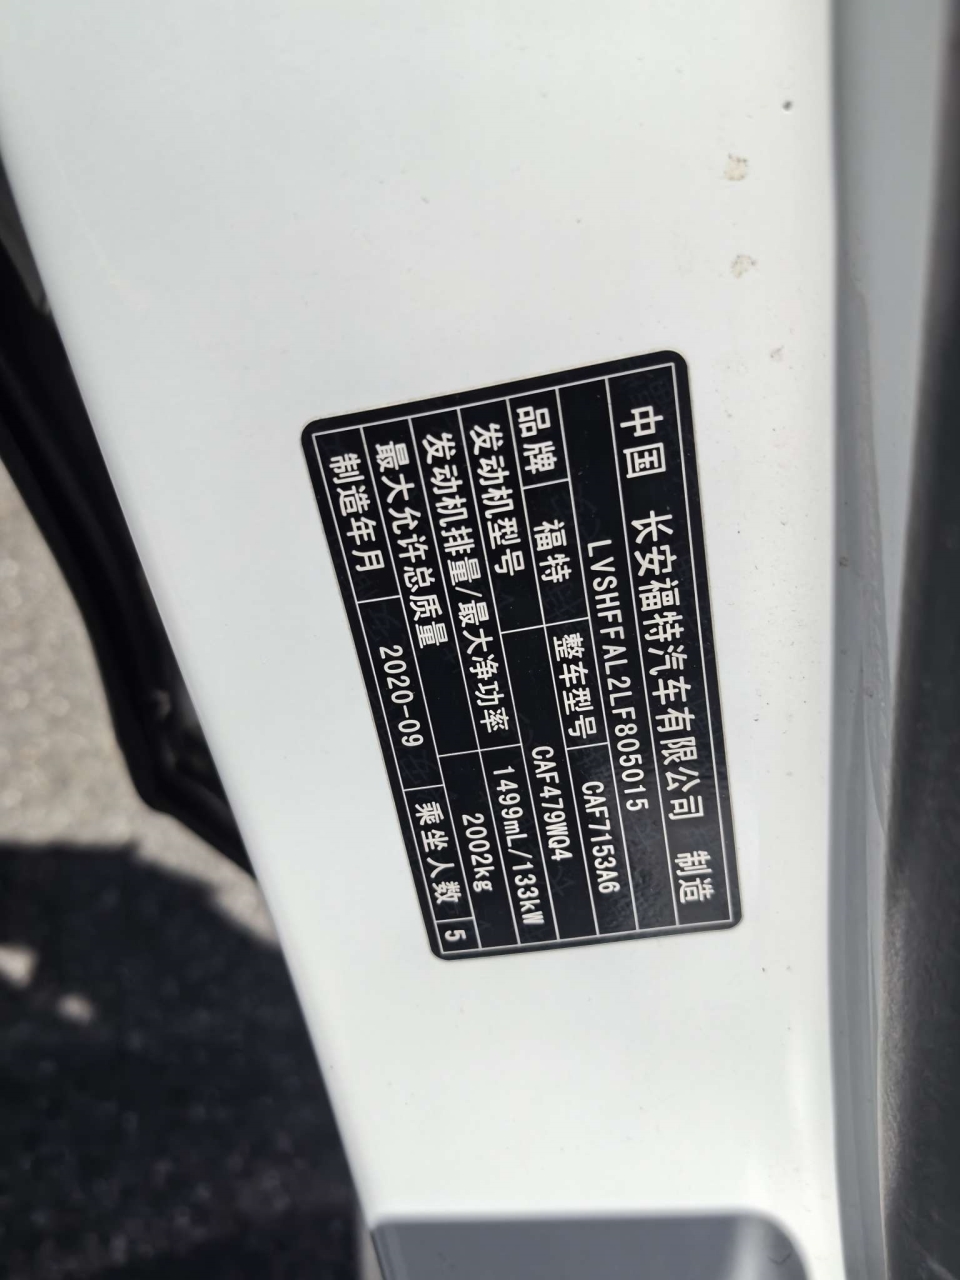 中国 长安福特汽车有限公司 制造
LVSHFFAL2LF805015
品牌 福特 整车型号 CAF7153A6
发动机型号 CAF479WQ4
发动机排量/最大净功率 1499mL/133kW
最大允许总质量 2002kg
制造年月 2020-09 乘坐人数 5